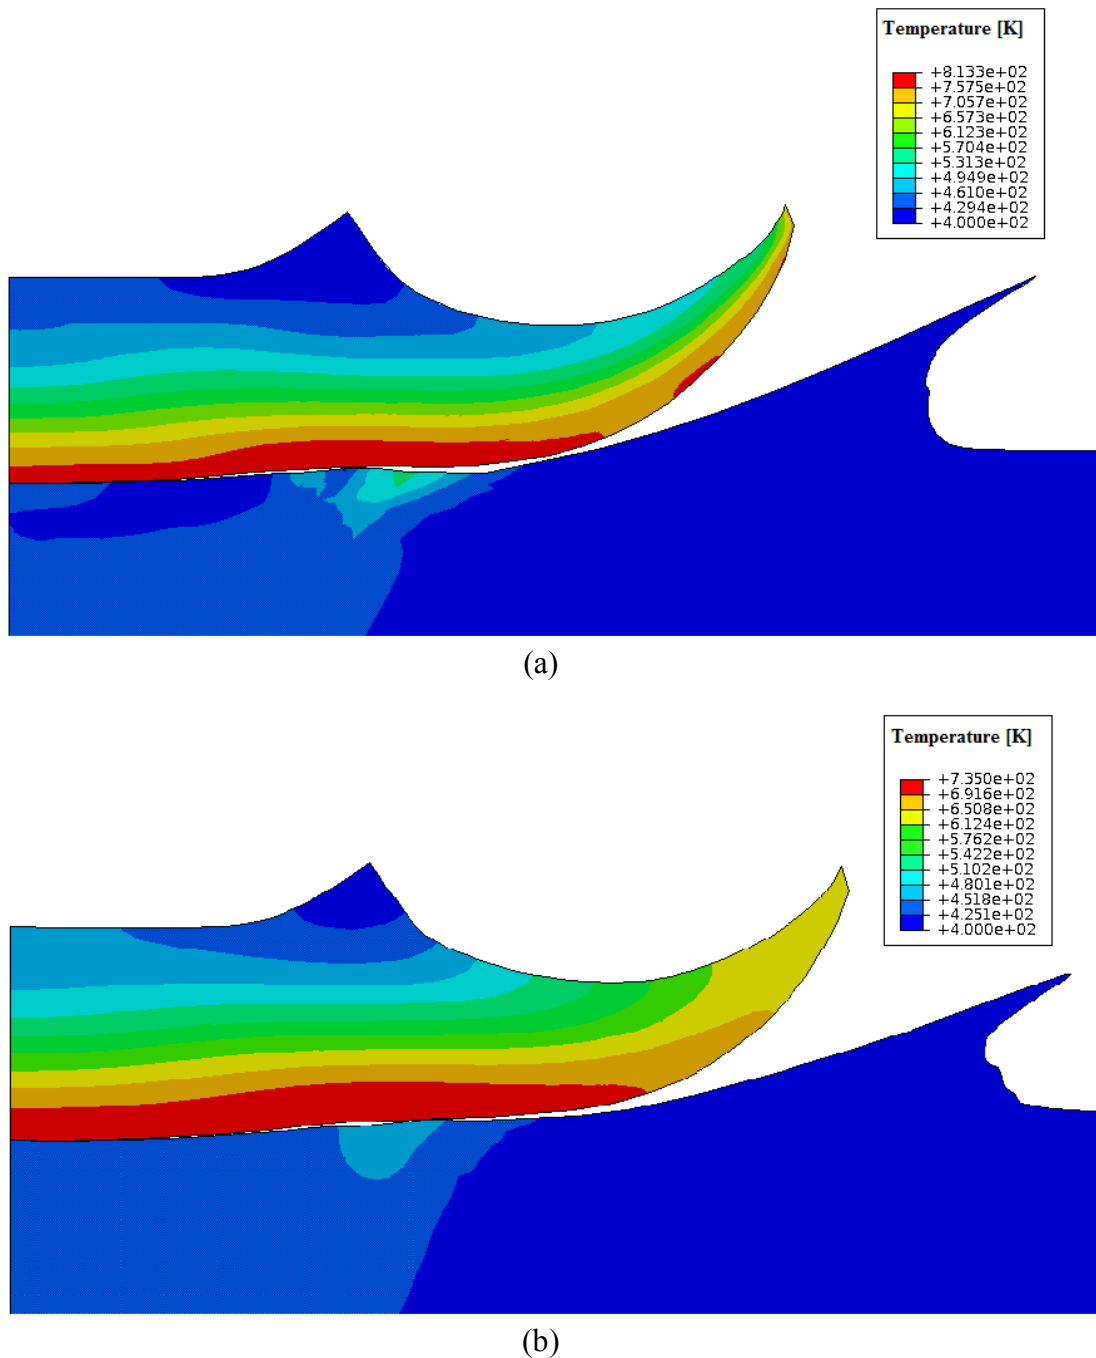 Temperature [K]
+8.133e+02
+7.575e+02
+7.057e+02
+6.573e+02
+6.123e+02
+5.704e+02
+5.313e+02
+4.949e+02
+4.610e+02
+4.294e+02
+4.000e+02
(a)
Temperature [K]
+7.350e+02
+6.916e+02
+6.508e+02
+6.124e+02
+5.762e+02
+5.422e+02
+5.102e+02
+4.801e+02
+4.518e+02
+4.251e+02
+4.000e+02
(b)